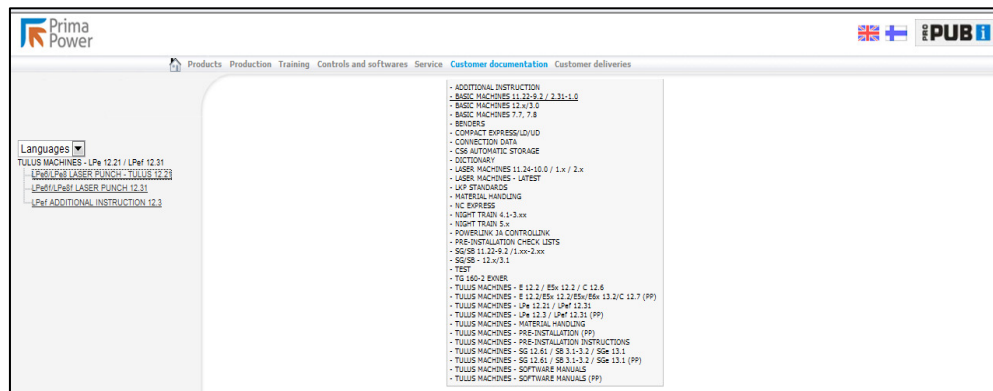 Prima
Power
PRO PUB i
Products Production Training Controls and softwares Service Customer documentation Customer deliveries
Languages
TULUS MACHINES - LPe 12.21 / LPef 12.31
LPe6/LPe8 LASER PUNCH - TULUS 12.21
LPe6f/LPe8f LASER PUNCH 12.31
LPef ADDITIONAL INSTRUCTION 12.3
- ADDITIONAL INSTRUCTION
- BASIC MACHINES 11.22-9.2 / 2.31-1.0
- BASIC MACHINES 12.x/3.0
- BASIC MACHINES 7.7, 7.8
- BENDERS
- COMPACT EXPRESS/LD/UD
- CONNECTION DATA
- CS6 AUTOMATIC STORAGE
- DICTIONARY
- LASER MACHINES 11.24-10.0 / 1.x / 2.x
- LASER MACHINES - LATEST
- LKP STANDARDS
- MATERIAL HANDLING
- NC EXPRESS
- NIGHT TRAIN 4.1-3.xx
- NIGHT TRAIN 5.x
- POWERLINK JA CONTROLLINK
- PRE-INSTALLATION CHECK LISTS
- SG/SB 11.22-9.2 /1.xx-2.xx
- SG/SB - 12.x/3.1
- TEST
- TG 160-2 EXNER
- TULUS MACHINES - E 12.2 / E5x 12.2 / C 12.6
- TULUS MACHINES - E 12.2/E5x 12.2/E5x/E6x 13.2/C 12.7 (PP)
- TULUS MACHINES - LPe 12.21 / LPef 12.31
- TULUS MACHINES - LPe 12.3 / LPef 12.31 (PP)
- TULUS MACHINES - MATERIAL HANDLING
- TULUS MACHINES - PRE-INSTALLATION (PP)
- TULUS MACHINES - PRE-INSTALLATION INSTRUCTIONS
- TULUS MACHINES - SG 12.61 / SB 3.1-3.2 / SGe 13.1
- TULUS MACHINES - SG 12.61 / SB 3.1-3.2 / SGe 13.1 (PP)
- TULUS MACHINES - SOFTWARE MANUALS
- TULUS MACHINES - SOFTWARE MANUALS (PP)